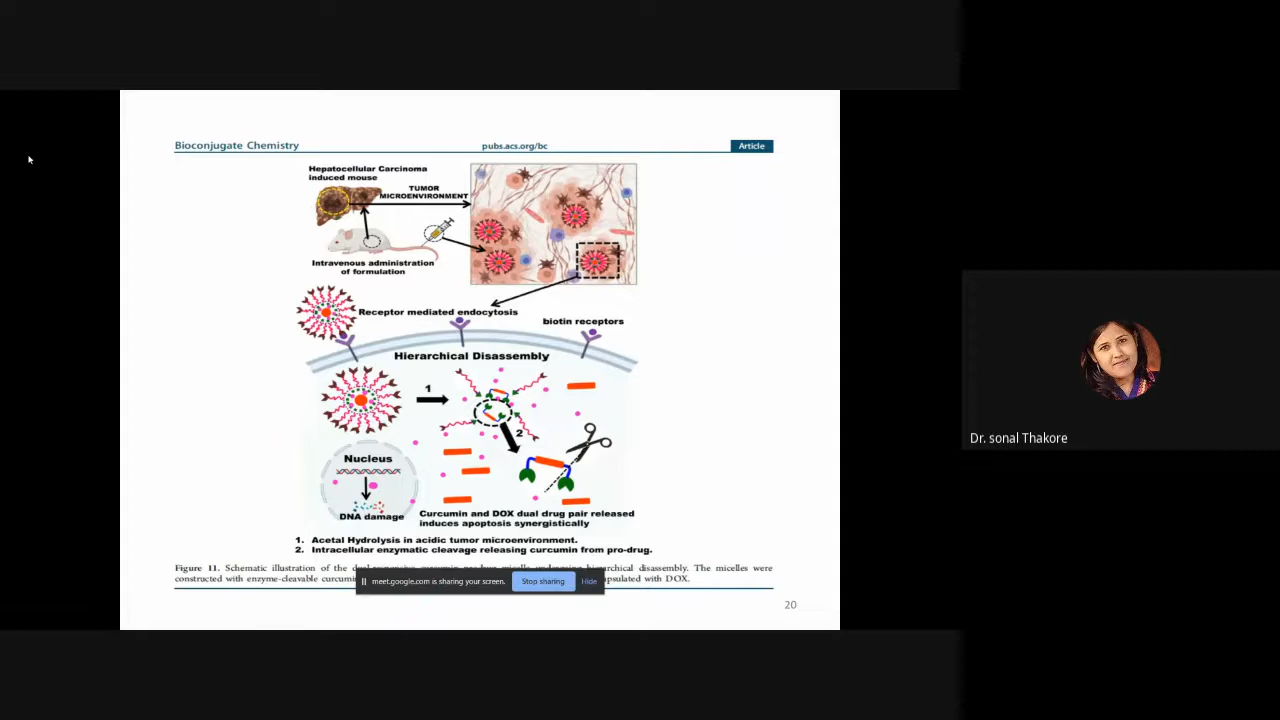 Bioconjugate Chemistry pubs.acs.org/bc Article
Hepatocellular Carcinoma
induced mouse
TUMOR
MICROENVIRONMENT
Intravenous administration
of formulation
Receptor mediated endocytosis
biotin receptors
Hierarchical Disassembly
1
2
Nucleus
DNA damage
Curcumin and DOX dual drug pair released
induces apoptosis synergistically
1. Acetal Hydrolysis in acidic tumor microenvironment.
2. Intracellular enzymatic cleavage releasing curcumin from pro-drug.
Figure 11. Schematic illustration of the hierarchical disassembly. The micelles were
constructed with enzyme-cleavable with DOX.
meet.google.com is sharing your screen. Stop sharing Hide
20
Dr. sonal Thakore